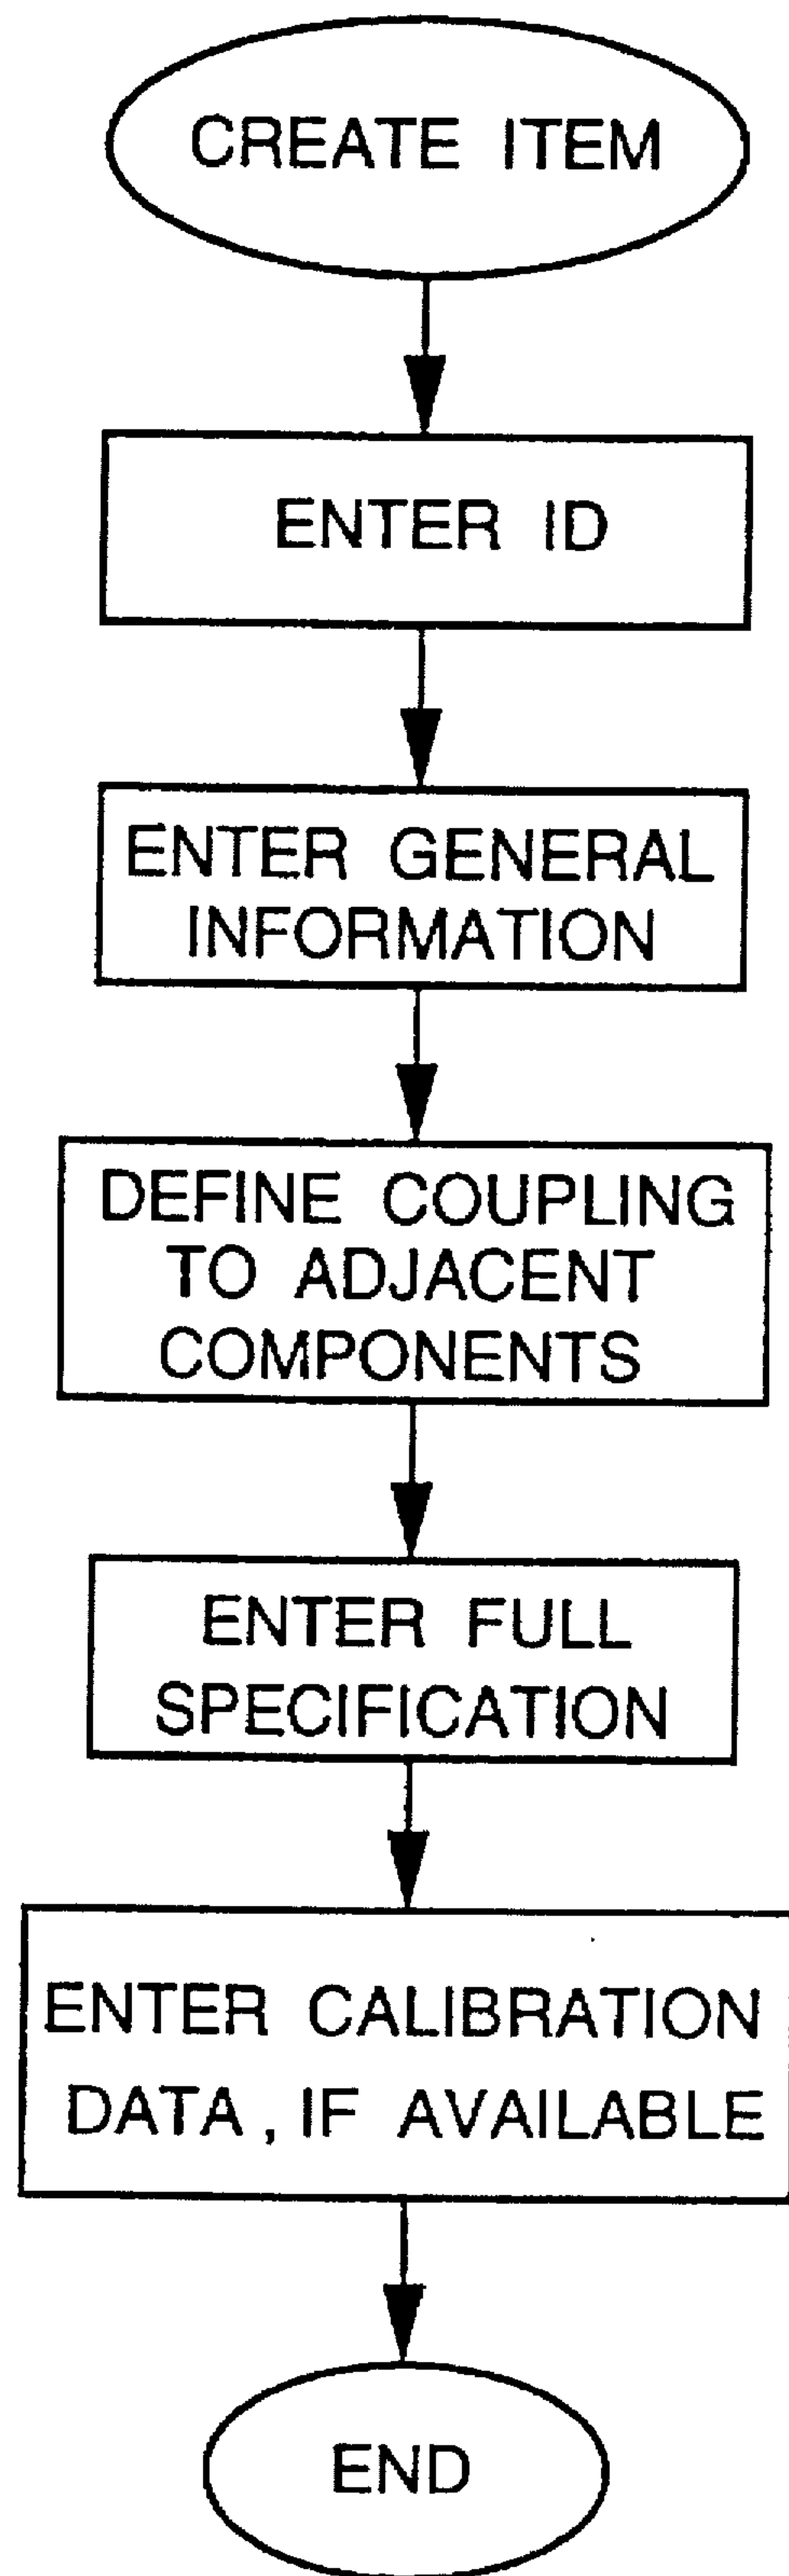 CREATE ITEM
ENTER ID
ENTER GENERAL
INFORMATION
DEFINE COUPLING
TO ADJACENT
COMPONENTS
ENTER FULL
SPECIFICATION
ENTER CALIBRATION
DATA, IF AVAILABLE
END